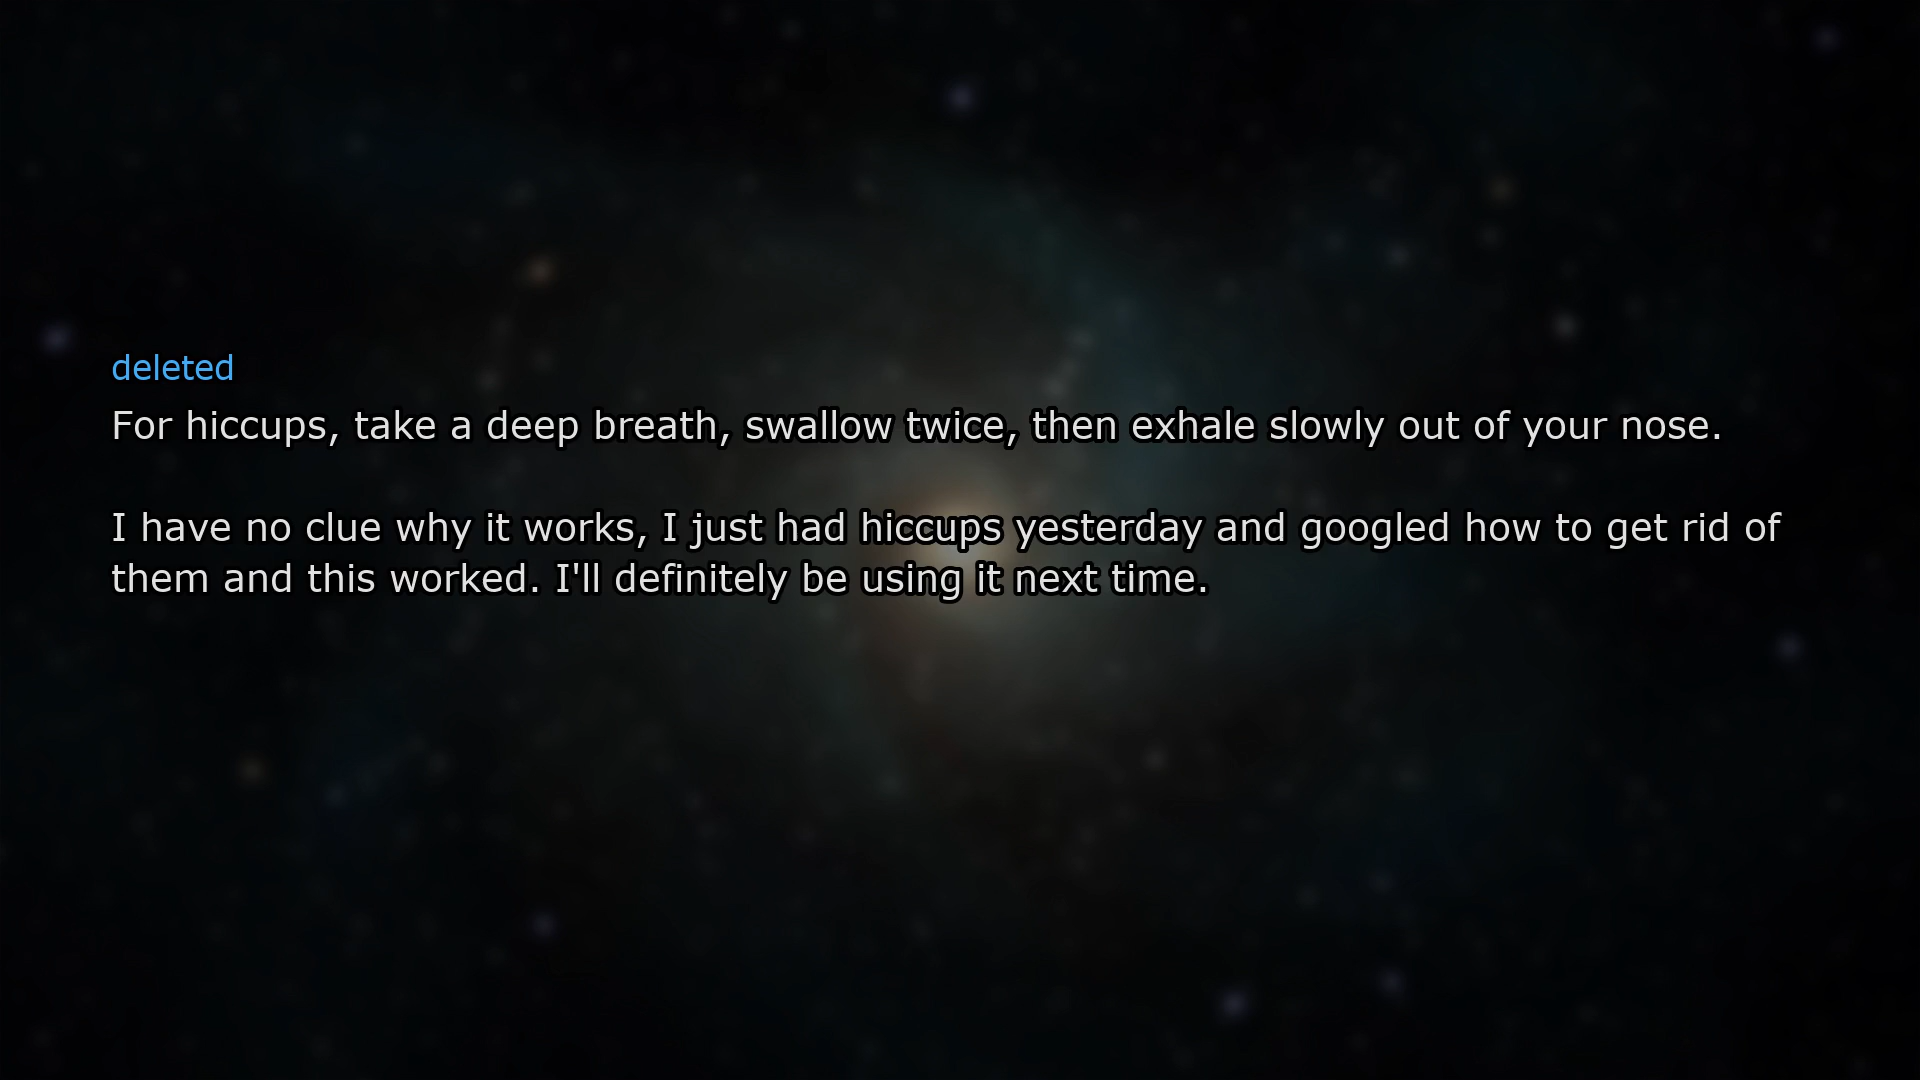 deleted
For hiccups, take a deep breath, swallow twice, then exhale slowly out of your nose.
I have no clue why it works, I just had hiccups yesterday and googled how to get rid of
them and this worked. I'll definitely be using it next time.